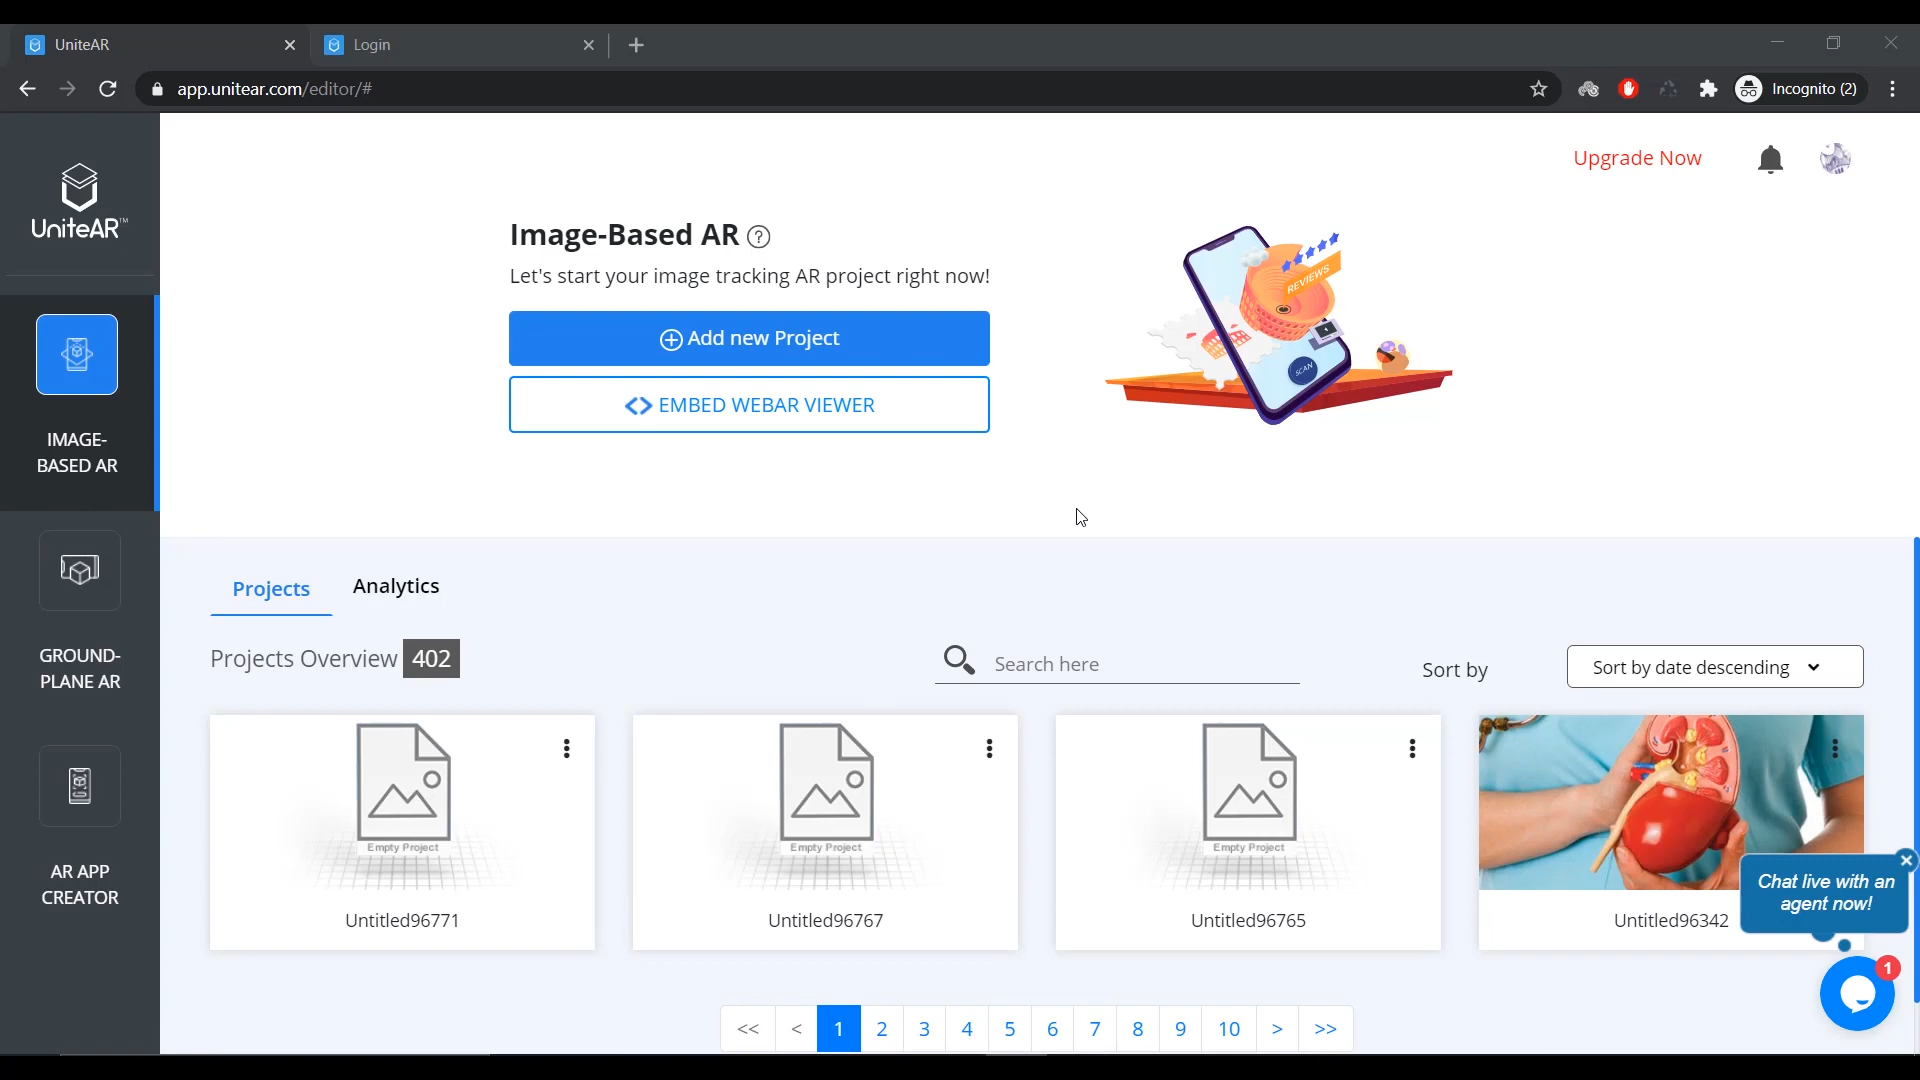 UniteAR
Login
app.unitear.com/editor/#
Incognito (2)
UniteAR™
IMAGE-
BASED AR
GROUND-
PLANE AR
AR APP
CREATOR
Upgrade Now
Image-Based AR ?
Let's start your image tracking AR project right now!
Add new Project
<> EMBED WEBAR VIEWER
REVIEWS
SCAN
Projects
Analytics
Projects Overview 402
Search here
Sort by
Sort by date descending
Empty Project
Untitled96771
Empty Project
Untitled96767
Empty Project
Untitled96765
Untitled96342
Chat live with an
agent now!
1
<< < 1 2 3 4 5 6 7 8 9 10 > >>